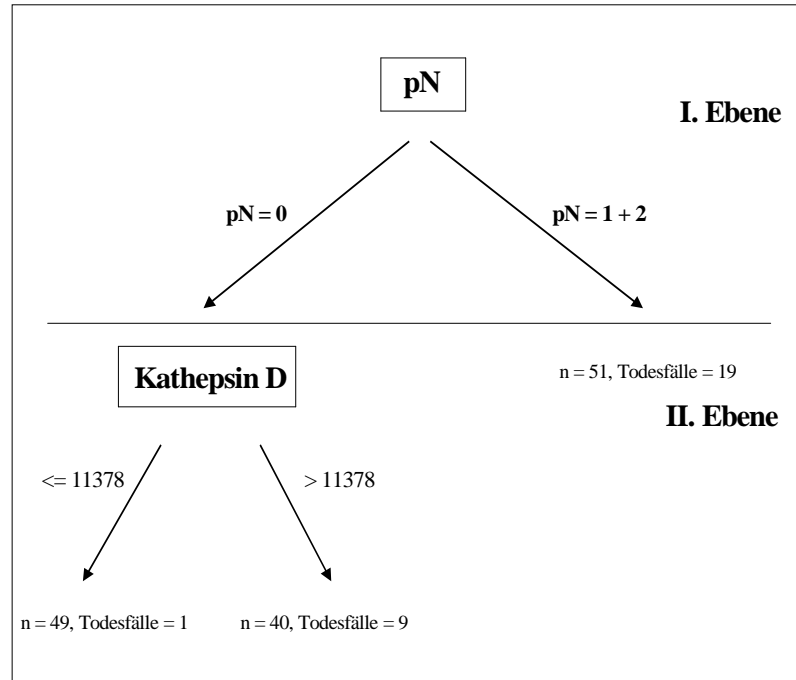 pN
I. Ebene
pN = 0
pN = 1 + 2
Kathepsin D
n = 51, Todesfälle = 19
II. Ebene
<= 11378
> 11378
n = 49, Todesfälle = 1
n = 40, Todesfälle = 9